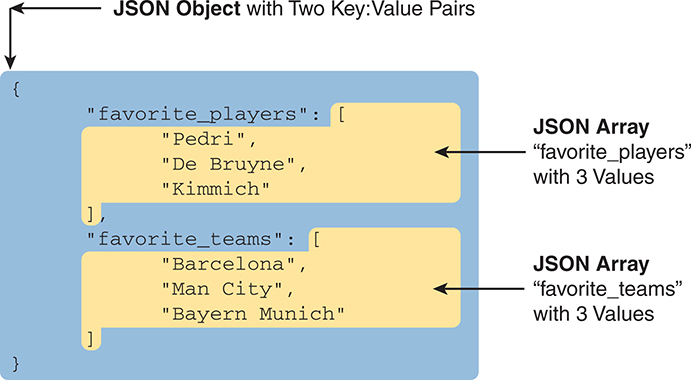 JSON Object with Two Key:Value Pairs
{
"favorite_players": [
"Pedri",
"De Bruyne",
"Kimmich"
],
"favorite_teams": [
"Barcelona",
"Man City",
"Bayern Munich"
]
}
JSON Array
“favorite_players”
with 3 Values
JSON Array
“favorite_teams”
with 3 Values